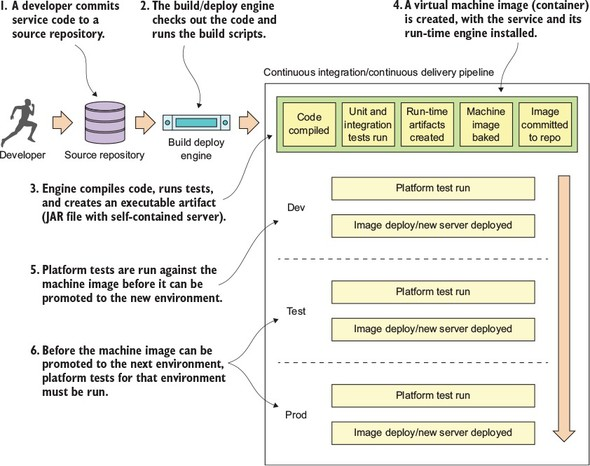 1. A developer commits
service code to a
source repository.
2. The build/deploy engine
checks out the code and
runs the build scripts.
4. A virtual machine image (container)
is created, with the service and its
run-time engine installed.
Continuous integration/continuous delivery pipeline
Developer
Source repository
Build deploy
engine
Code
compiled
Unit and
integration
tests run
Run-time
artifacts
created
Machine
image
baked
Image
committed
to repo
3. Engine compiles code, runs tests,
and creates an executable artifact
(JAR file with self-contained server).
Dev
Platform test run
Image deploy/new server deployed
5. Platform tests are run against the
machine image before it can be
promoted to the new environment.
Test
Platform test run
Image deploy/new server deployed
6. Before the machine image can be
promoted to the next environment,
platform tests for that environment
must be run.
Prod
Platform test run
Image deploy/new server deployed